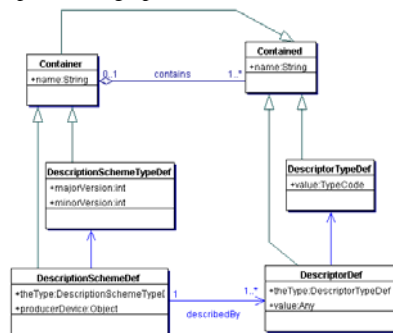 Container
+name:String
Contained
+name:String
0..1
contains
1..*
DescriptionSchemeTypeDef
+majorVersion:int
+minorVersion:int
DescriptorTypeDef
+value:TypeCode
DescriptionSchemeDef
+theType:DescriptionSchemeType
+producerDevice:Object
1
1..*
describedBy
DescriptorDef
+theType:DescriptorTypeDef
+value:Any